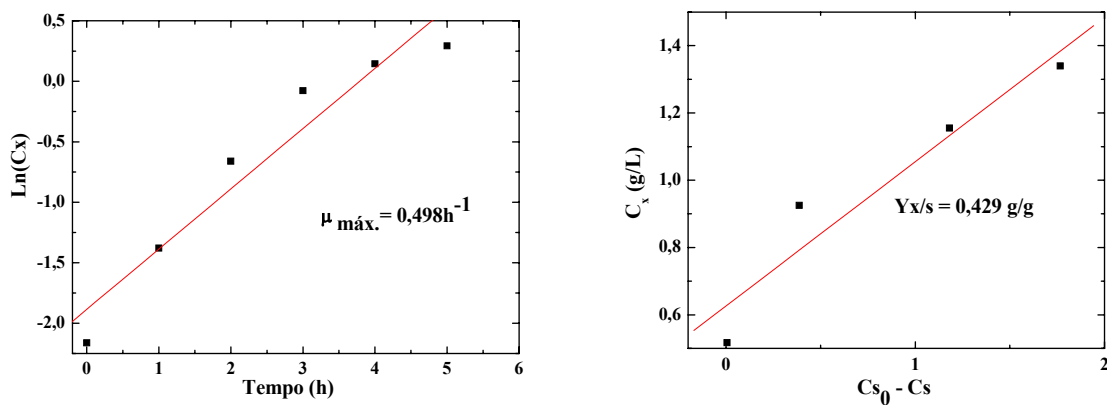 0,5
0,0
-0,5
-1,0
-1,5
-2,0
Ln(Cx)
μ máx. = 0,498h⁻¹
0 1 2 3 4 5 6
Tempo (h)
1,4
1,2
1,0
0,8
0,6
Cₓ (g/L)
Yx/s = 0,429 g/g
0 1 2
Cs₀ - Cs